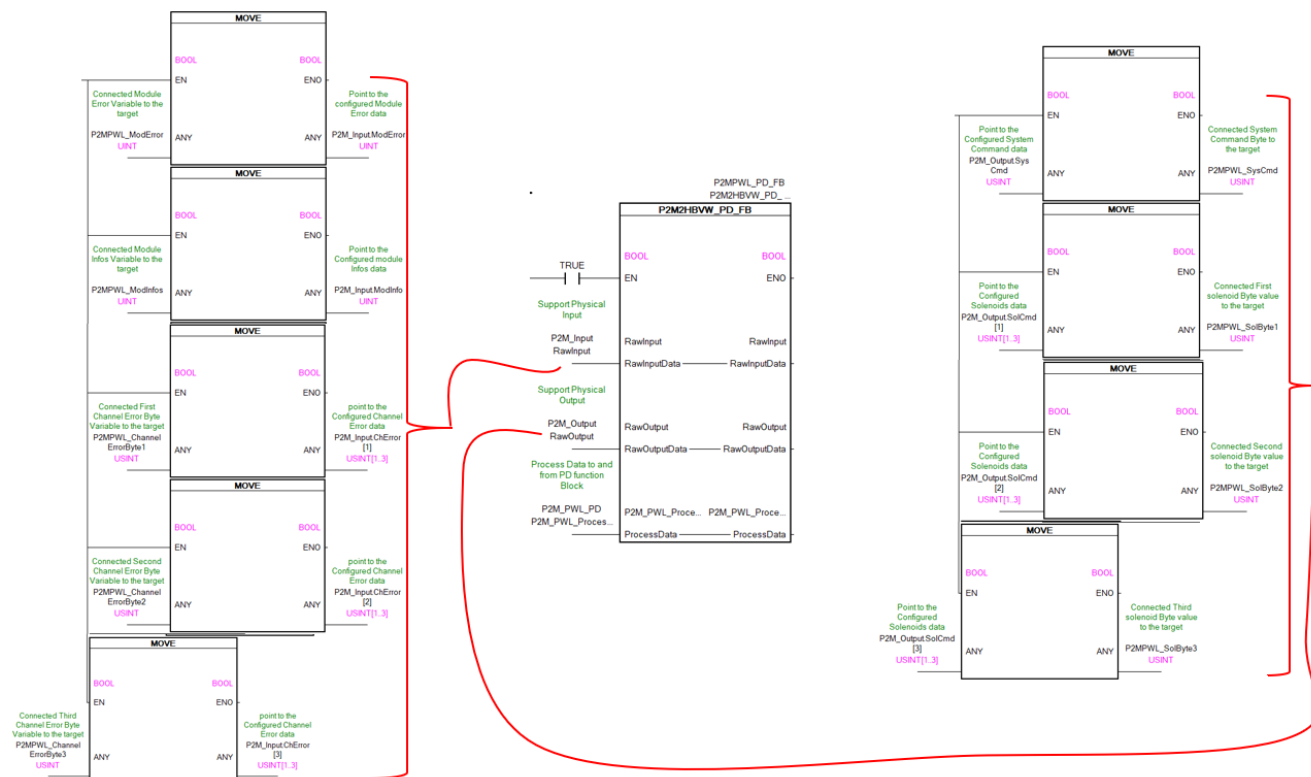 MOVE
BOOL BOOL
EN ENO
Connected Module
Error Variable to the
target
P2MPWL_ModError
UINT
ANY ANY
Point to the
configured Module
Error data
P2M_Input.ModError
UINT
MOVE
BOOL BOOL
EN ENO
Connected Module
Infos Variable to the
target
P2MPWL_ModInfos
UINT
ANY ANY
Point to the
Configured module
Infos data
P2M_Input.ModInfo
UINT
MOVE
BOOL BOOL
EN ENO
Connected First
Channel Error Byte
Variable to the target
P2MPWL_Channel
ErrorByte1
USINT
ANY ANY
point to the
Configured Channel
Error data
P2M_Input.ChError
[1]
USINT[1..3]
MOVE
BOOL BOOL
EN ENO
Connected Second
Channel Error Byte
Variable to the target
P2MPWL_Channel
ErrorByte2
USINT
ANY ANY
point to the
Configured Channel
Error data
P2M_Input.ChError
[2]
USINT[1..3]
MOVE
BOOL BOOL
EN ENO
Connected Third
Channel Error Byte
Variable to the target
P2MPWL_Channel
ErrorByte3
USINT
ANY ANY
point to the
Configured Channel
Error data
P2M_Input.ChError
[3]
USINT[1..3]
P2MPWL_PD_FB
P2M2HBVW_PD_ ...
P2M2HBVW_PD_FB
BOOL BOOL
TRUE
EN ENO
Support Physical
Input
P2M_Input
RawInput
RawInput RawInput
RawInputData RawInputData
Support Physical
Output
P2M_Output
RawOutput
RawOutput RawOutput
RawOutputData RawOutputData
Process Data to and
from PD function
Block
P2M_PWL_PD
P2M_PWL_Proces...
P2M_PWL_Proce... P2M_PWL_Proce...
ProcessData ProcessData
MOVE
BOOL BOOL
EN ENO
Point to the
Configured System
Command data
P2M_Output.Sys
Cmd
USINT
ANY ANY
Connected System
Command Byte to
the target
P2MPWL_SysCmd
USINT
MOVE
BOOL BOOL
EN ENO
Point to the
Configured
Solenoids data
P2M_Output.SolCmd
[1]
USINT[1..3]
ANY ANY
Connected First
solenoid Byte value
to the target
P2MPWL_SolByte1
USINT
MOVE
BOOL BOOL
EN ENO
Point to the
Configured
Solenoids data
P2M_Output.SolCmd
[2]
USINT[1..3]
ANY ANY
Connected Second
solenoid Byte value
to the target
P2MPWL_SolByte2
USINT
MOVE
BOOL BOOL
EN ENO
Point to the
Configured
Solenoids data
P2M_Output.SolCmd
[3]
USINT[1..3]
ANY ANY
Connected Third
solenoid Byte value
to the target
P2MPWL_SolByte3
USINT